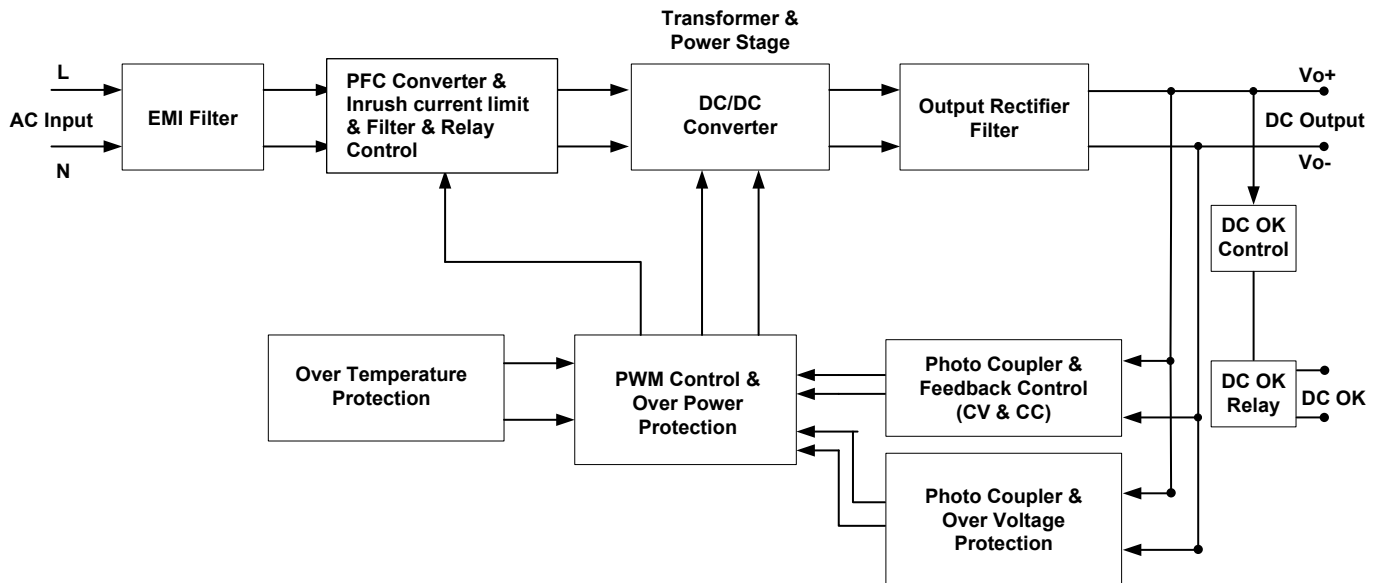 Transformer &
Power Stage
L
AC Input
N
EMI Filter
PFC Converter &
Inrush current limit
& Filter & Relay
Control
DC/DC
Converter
Output Rectifier
Filter
Vo+
DC Output
Vo-
DC OK
Control
Over Temperature
Protection
PWM Control &
Over Power
Protection
Photo Coupler &
Feedback Control
(CV & CC)
DC OK
Relay
DC OK
Photo Coupler &
Over Voltage
Protection